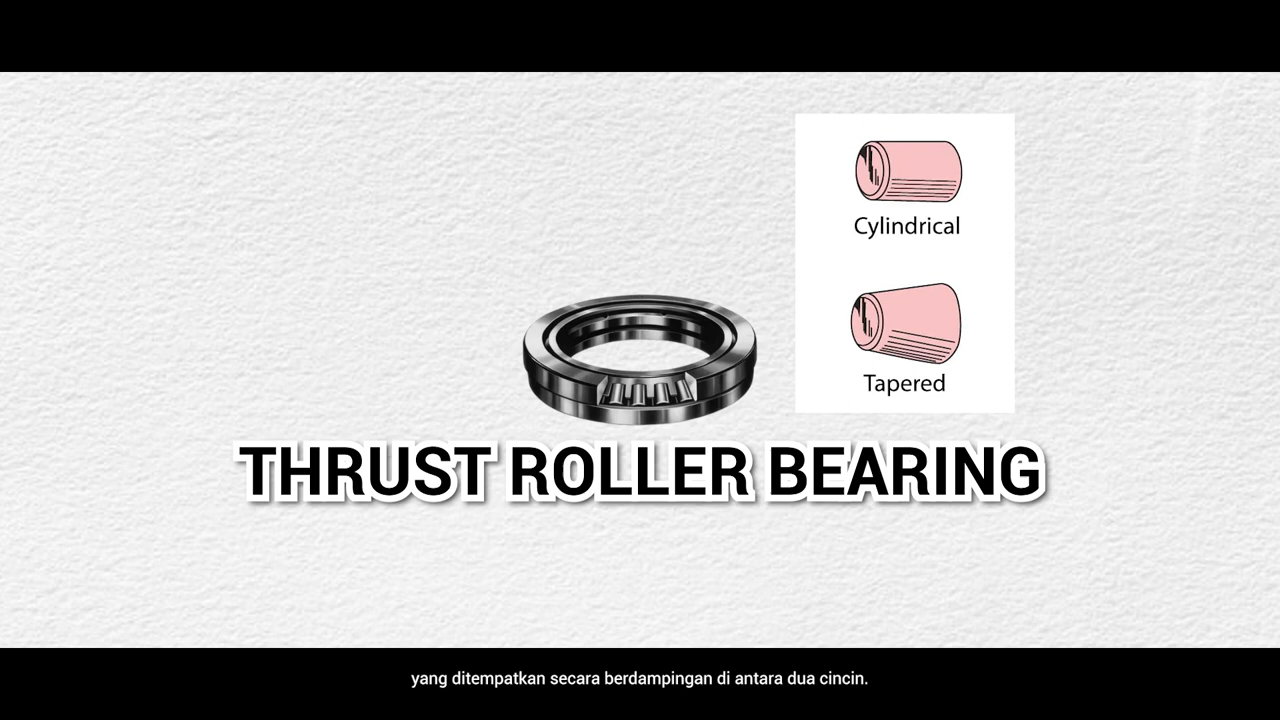 Cylindrical
Tapered
THRUST ROLLER BEARING
yang ditempatkan secara berdampingan di antara dua cincin.